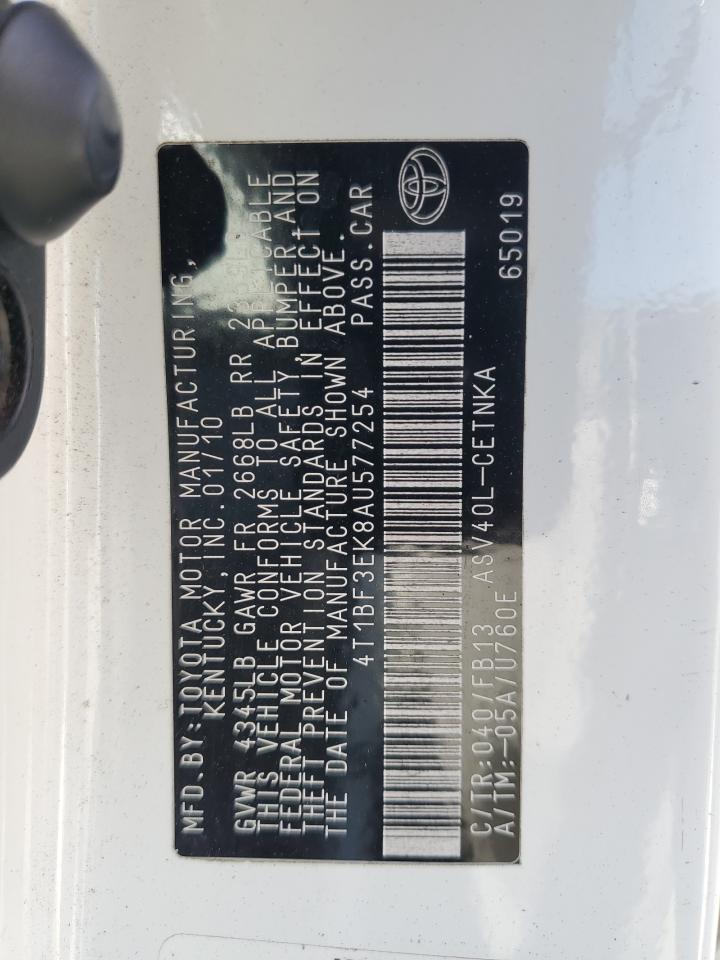 MFD.BY:TOYOTA MOTOR MANUFACTURING,
KENTUCKY, INC. 01/10
GVWR 4345LB GAWR FR 2668LB RR
THIS VEHICLE CONFORMS TO ALL APPLICABLE
FEDERAL MOTOR VEHICLE SAFETY, BUMPER AND
THEFT PREVENTION STANDARDS IN EFFECT ON
THE DATE OF MANUFACTURE SHOWN ABOVE.
4T1BF3EK8AU577254 PASS.CAR
C/TR:040/FB13 ASV40L-CETNKA
A/TM:-05A/U760E 65019